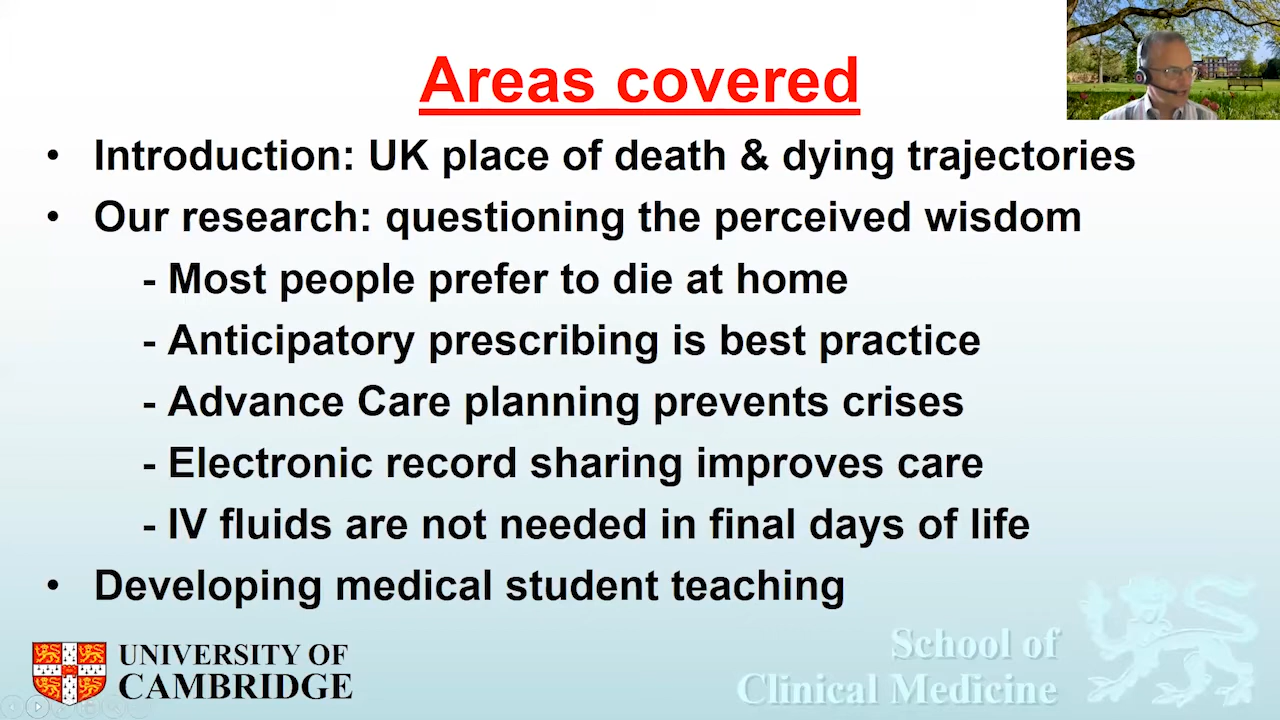 Areas covered
• Introduction: UK place of death & dying trajectories
• Our research: questioning the perceived wisdom
- Most people prefer to die at home
- Anticipatory prescribing is best practice
- Advance Care planning prevents crises
- Electronic record sharing improves care
- IV fluids are not needed in final days of life
• Developing medical student teaching
UNIVERSITY OF
CAMBRIDGE
School of
Clinical Medicine